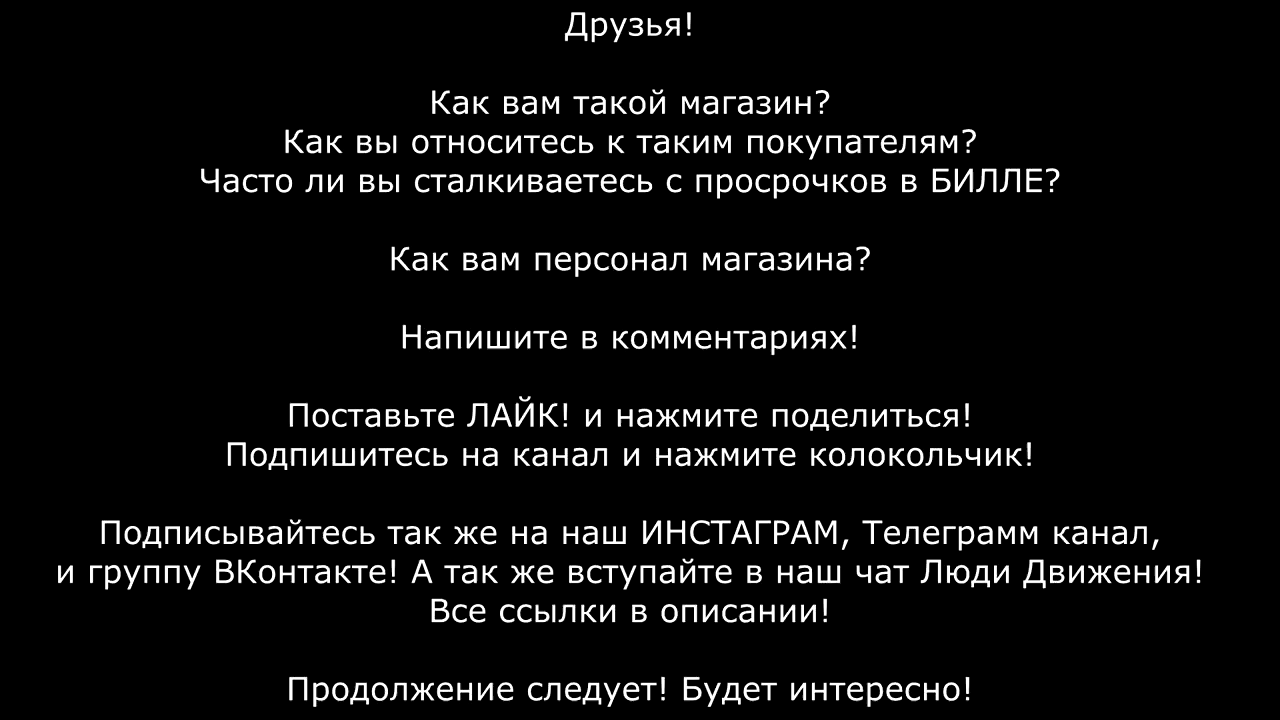 Друзья!
Как вам такой магазин?
Как вы относитесь к таким покупателям?
Часто ли вы сталкиваетесь с просрочков в БИЛЛЕ?
Как вам персонал магазина?
Напишите в комментариях!
Поставьте ЛАЙК! и нажмите поделиться!
Подпишитесь на канал и нажмите колокольчик!
Подписывайтесь так же на наш ИНСТАГРАМ, Телеграмм канал,
и группу ВКонтакте! А так же вступайте в наш чат Люди Движения!
Все ссылки в описании!
Продолжение следует! Будет интересно!